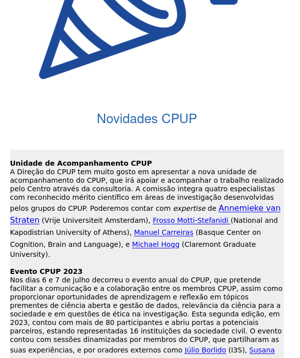 Novidades CPUP
Unidade de Acompanhamento CPUP
A Direção do CPUP tem muito gosto em apresentar a nova unidade de
acompanhamento do CPUP, que irá apoiar e acompanhar o trabalho realizado
pelo Centro através da consultoria. A comissão integra quatro especialistas
com reconhecido mérito científico em áreas de investigação desenvolvidas
pelos grupos do CPUP. Poderemos contar com expertise de Annemieke van
Straten (Vrije Universiteit Amsterdam), Frosso Motti-Stefanidi (National and
Kapodistrian University of Athens), Manuel Carreiras (Basque Center on
Cognition, Brain and Language), e Michael Hogg (Claremont Graduate
University).
Evento CPUP 2023
Nos dias 6 e 7 de julho decorreu o evento anual do CPUP, que pretende
facilitar a comunicação e a colaboração entre os membros CPUP, assim como
proporcionar oportunidades de aprendizagem e reflexão em tópicos
prementes de ciência aberta e gestão de dados, relevância da ciência para a
sociedade e em questões de ética na investigação. Esta segunda edição, em
2023, contou com mais de 80 participantes e abriu portas a potenciais
parceiros, estando representadas 16 instituições da sociedade civil. O evento
contou com sessões dinamizadas por membros do CPUP, que partilharam as
suas experiências, e por oradores externos como Júlio Borlido (I3S), Susana